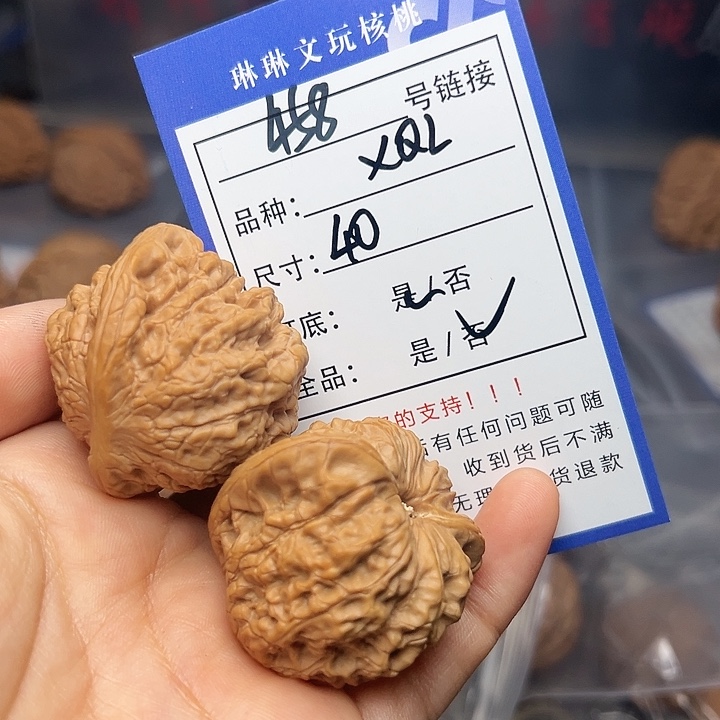 琳琳文玩核桃
458 号链接
品种：XQL
尺寸：40
底：是/否
全品：是/否
的支持！！！
有任何问题可随
收到货后不满
无理 货退款